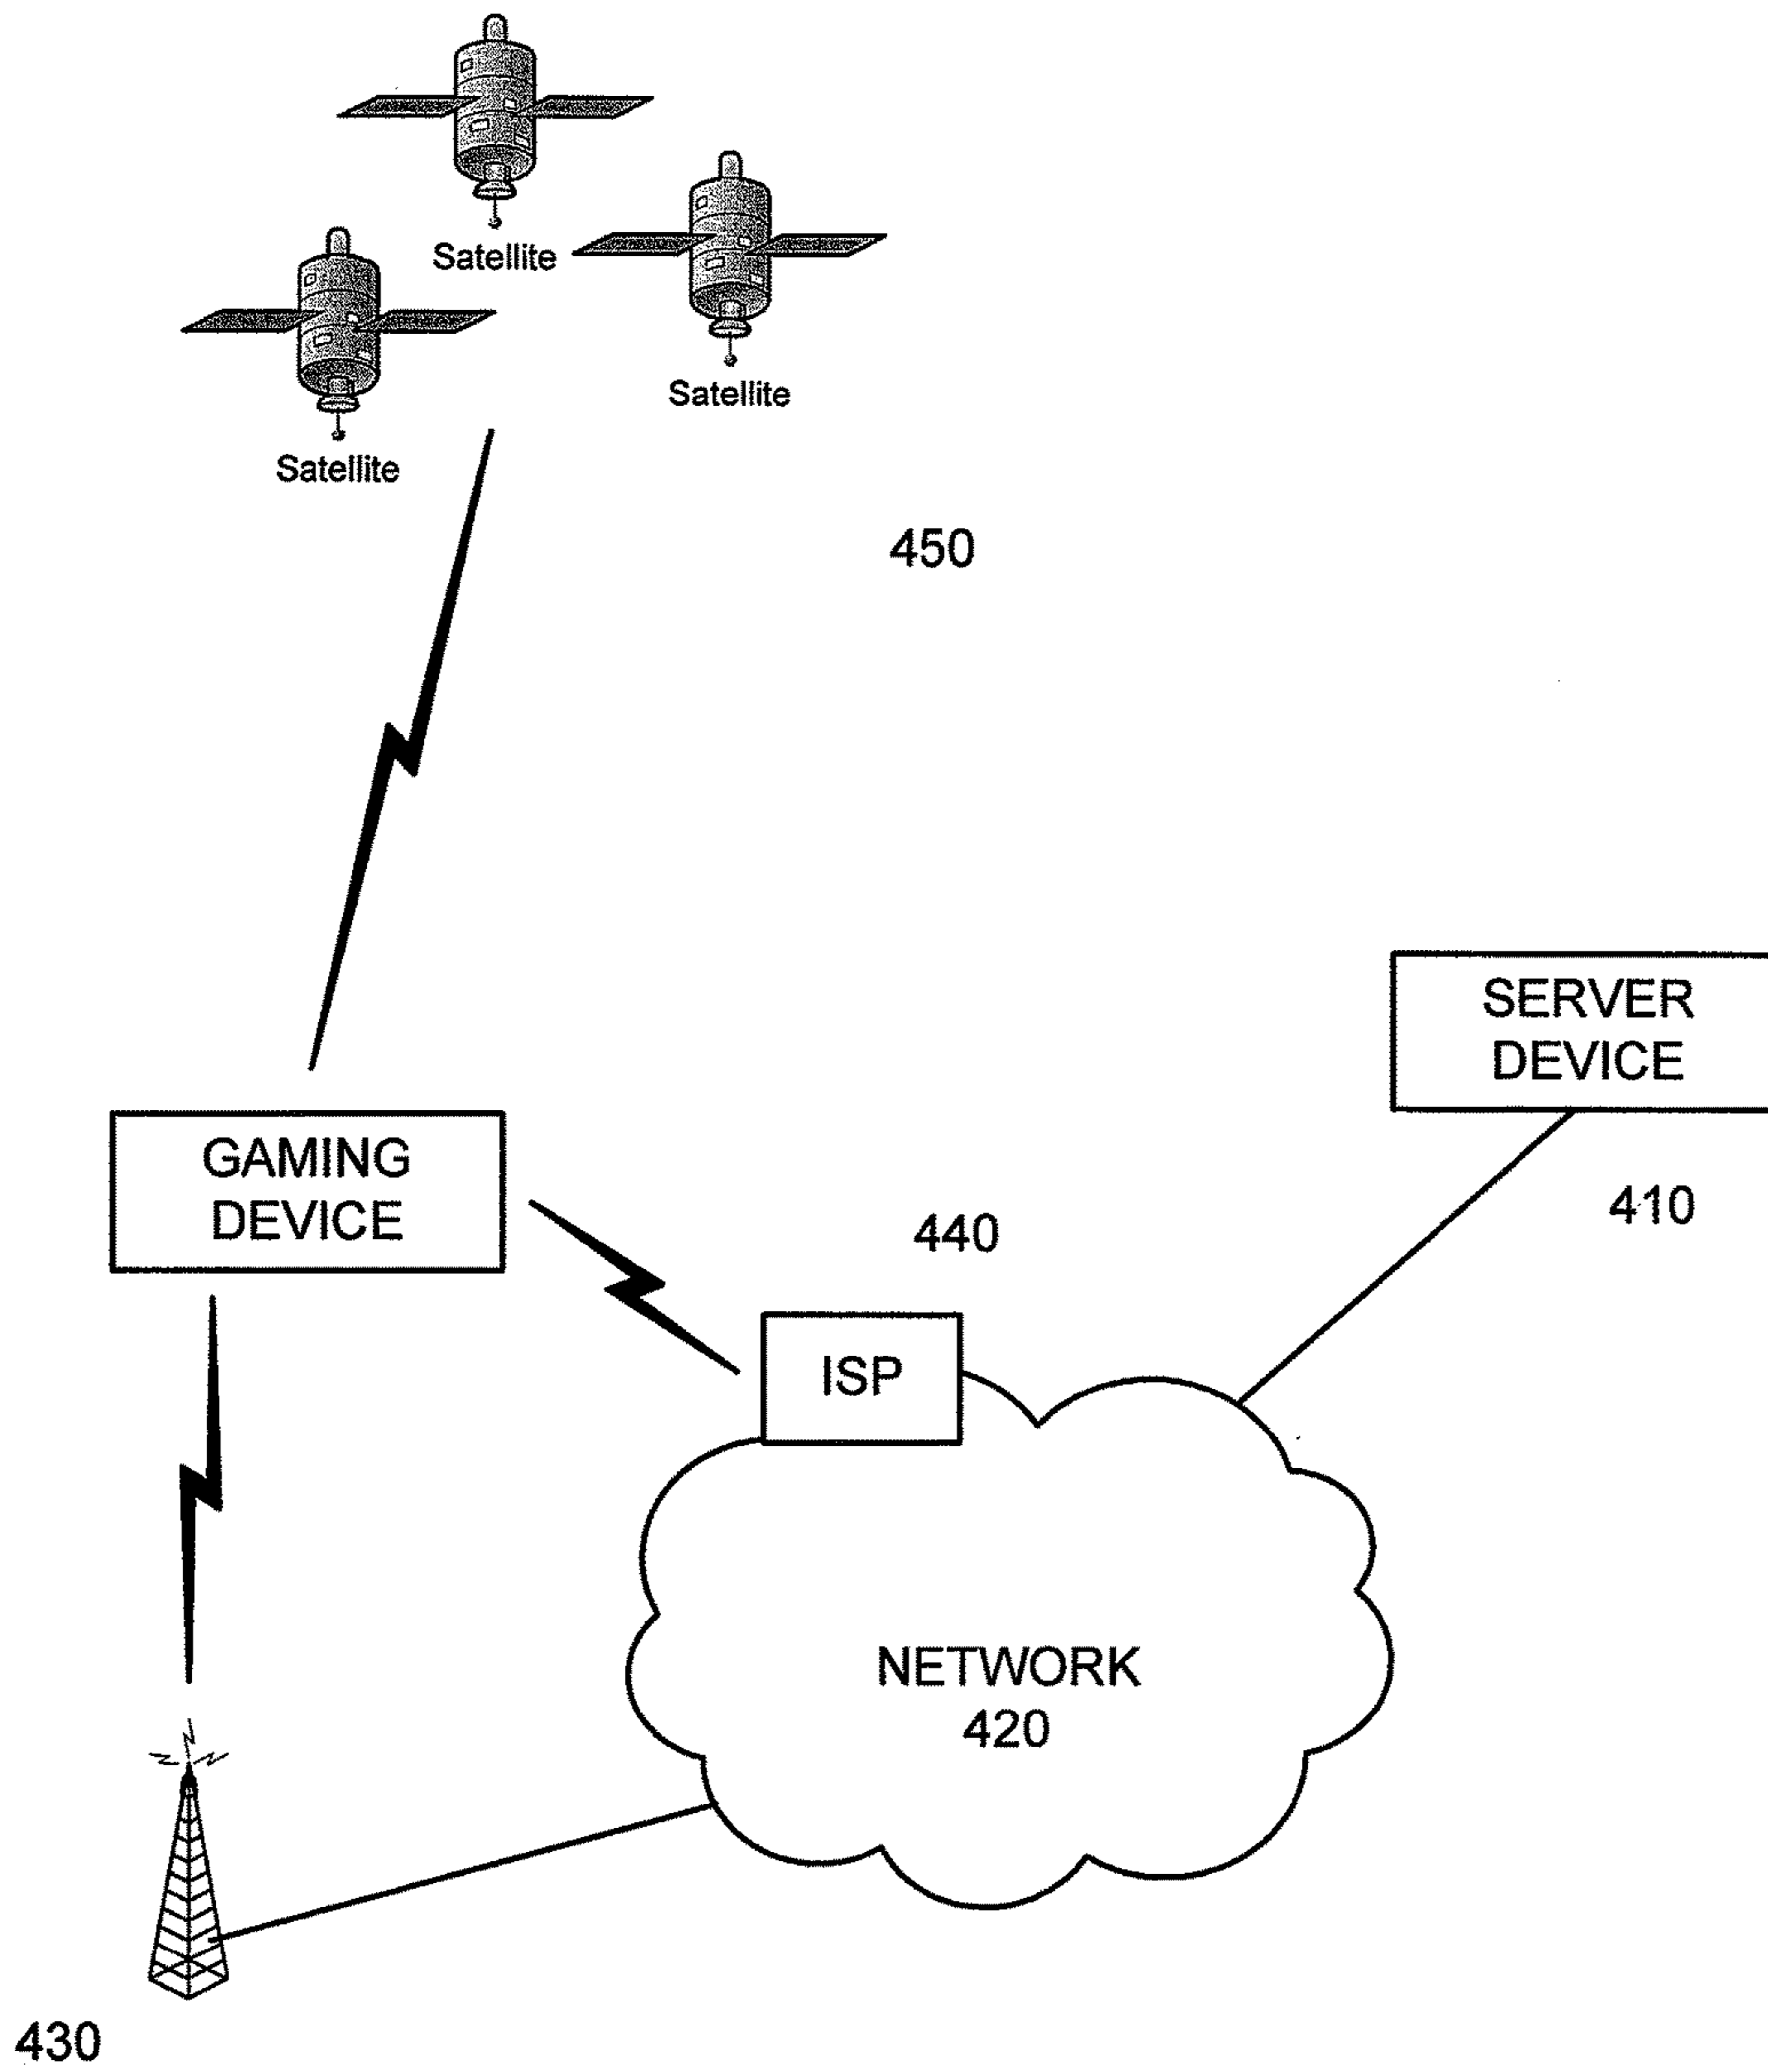 Satellite
Satellite
Satellite
450
SERVER
DEVICE
GAMING
DEVICE
410
440
ISP
NETWORK
420
430